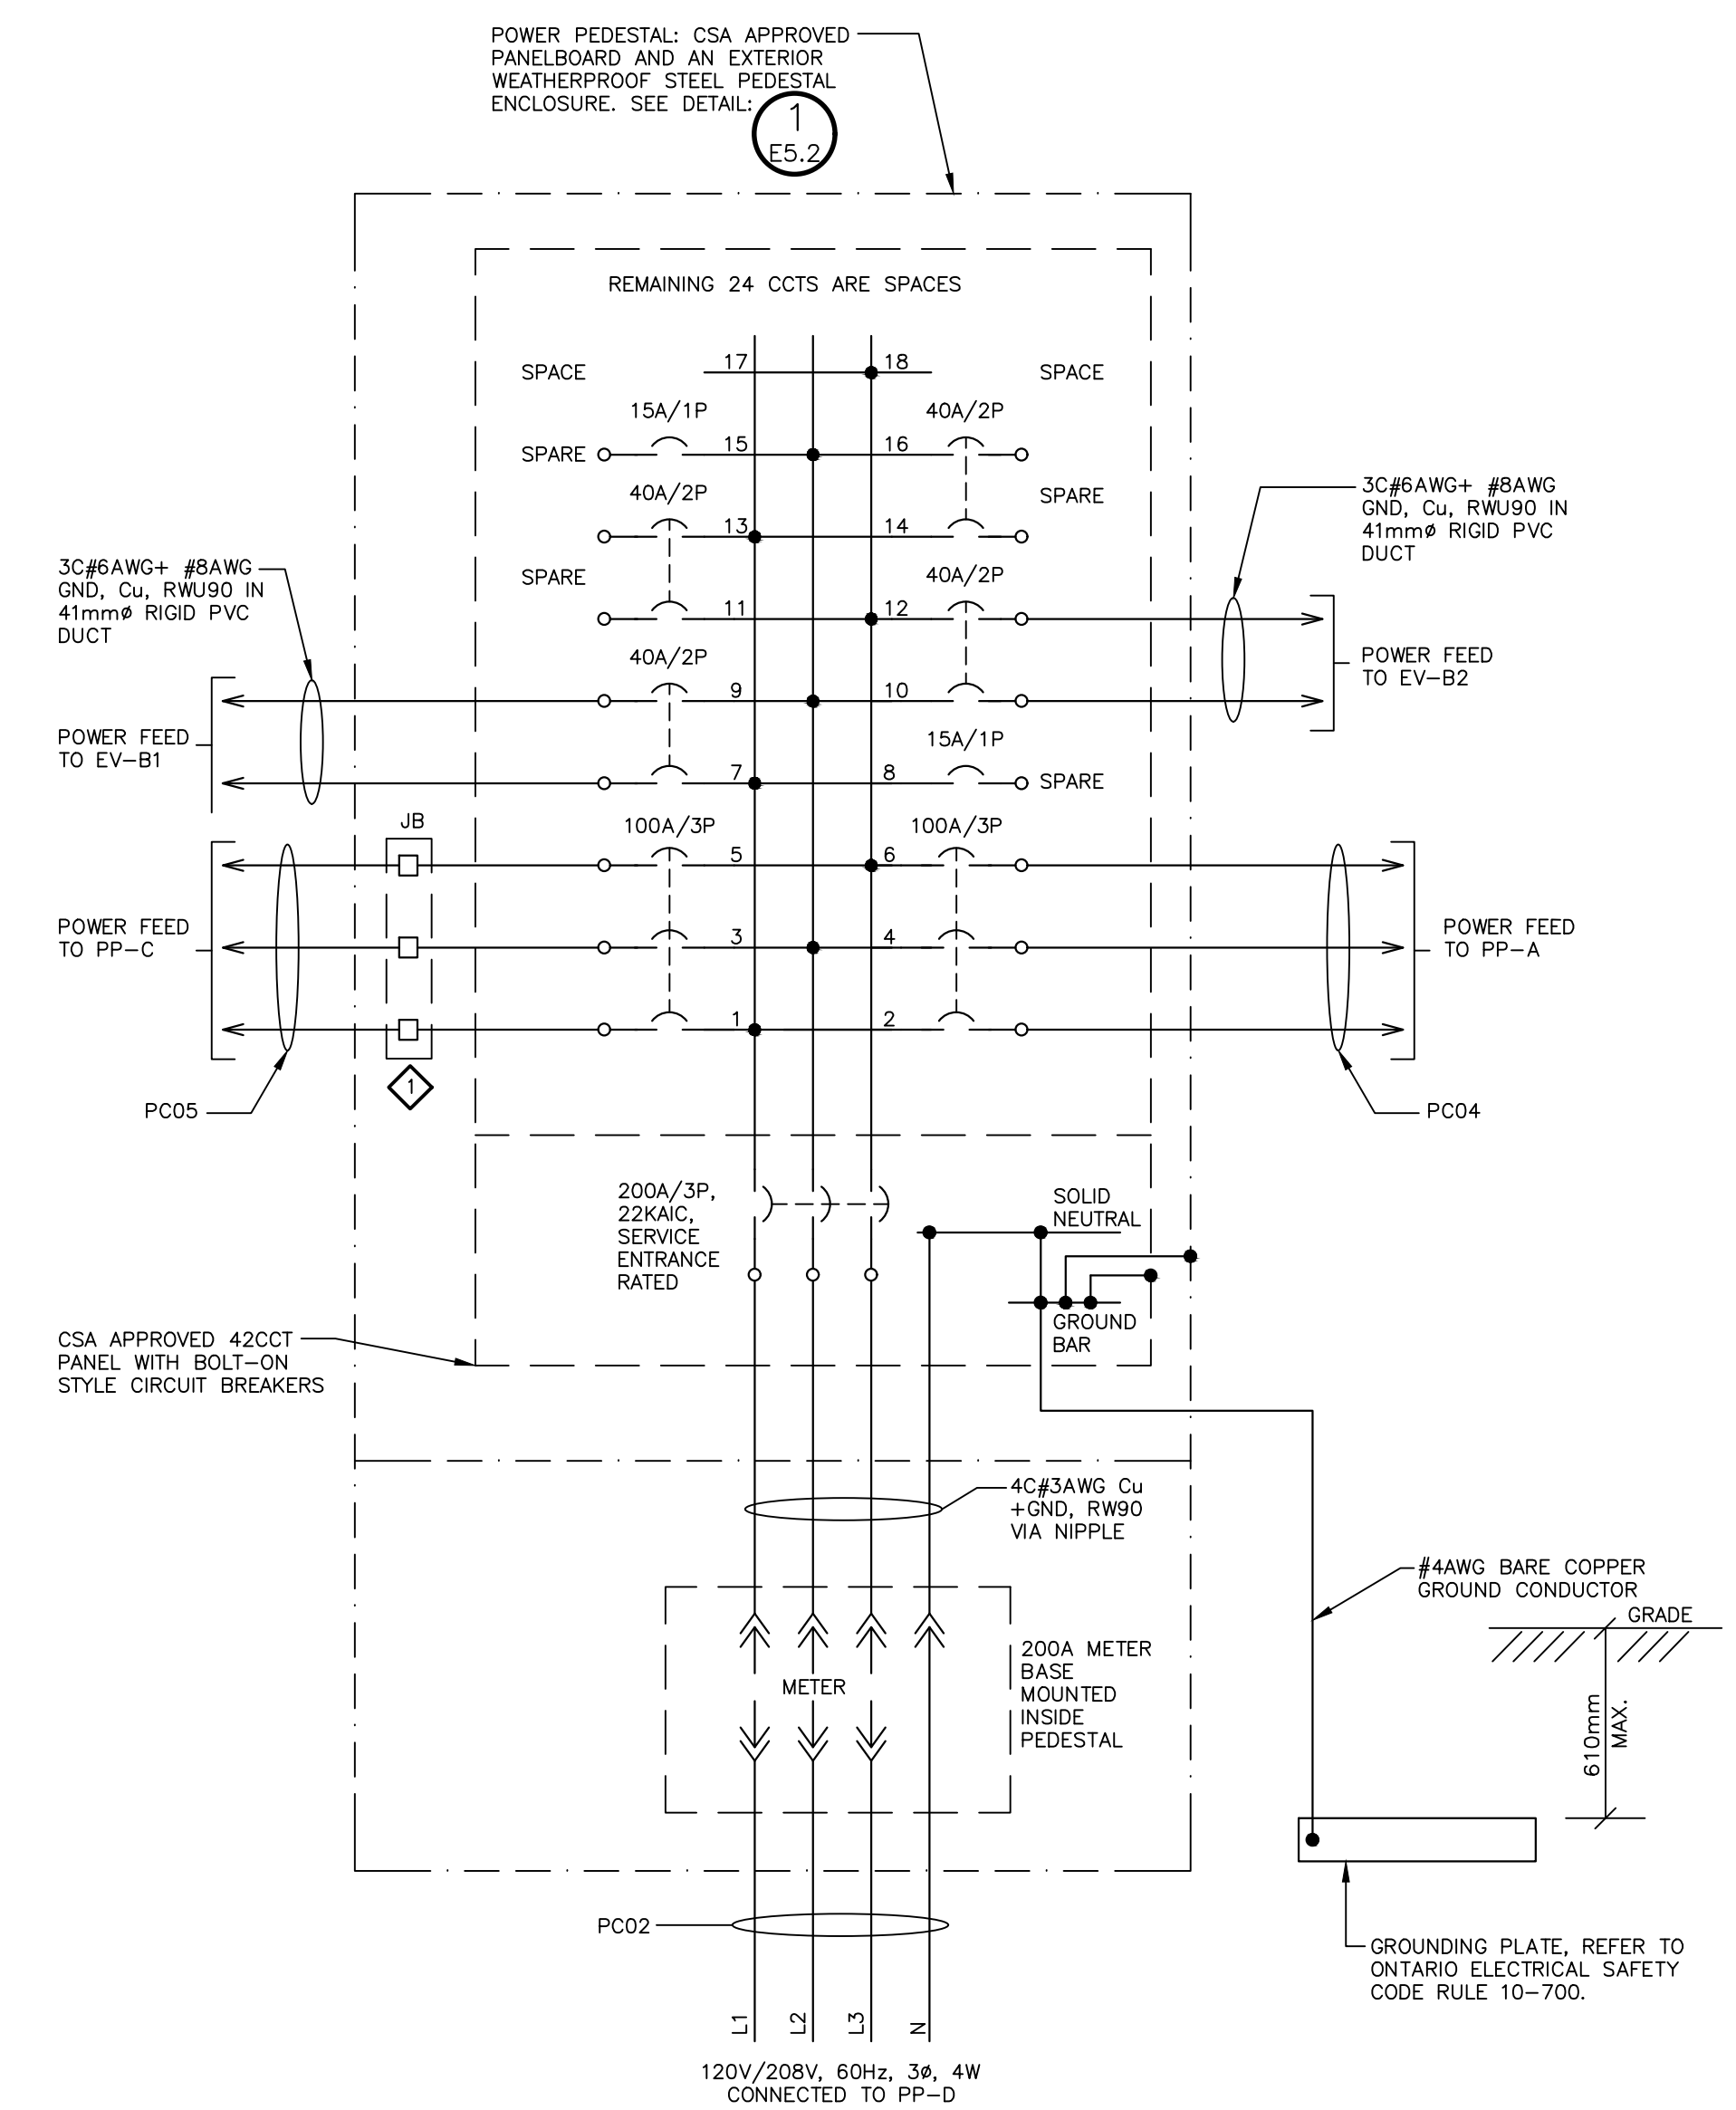 POWER PEDESTAL: CSA APPROVED
PANELBOARD AND AN EXTERIOR
WEATHERPROOF STEEL PEDESTAL
ENCLOSURE. SEE DETAIL:
1
E5.2
REMAINING 24 CCTS ARE SPACES
SPACE
17
18
SPACE
15A/1P
40A/2P
SPARE
15
16
40A/2P
SPARE
13
14
SPARE
40A/2P
11
12
40A/2P
9
10
15A/1P
7
8
SPARE
3C#6AWG+ #8AWG
GND, Cu, RWU90 IN
41mmø RIGID PVC
DUCT
POWER FEED
TO EV-B2
3C#6AWG+ #8AWG
GND, Cu, RWU90 IN
41mmø RIGID PVC
DUCT
POWER FEED
TO EV-B1
JB
100A/3P
100A/3P
5
6
3
4
1
2
POWER FEED
TO PP-C
POWER FEED
TO PP-A
1
PC05
PC04
200A/3P,
22KAIC,
SERVICE
ENTRANCE
RATED
SOLID
NEUTRAL
GROUND
BAR
CSA APPROVED 42CCT
PANEL WITH BOLT-ON
STYLE CIRCUIT BREAKERS
4C#3AWG Cu
+GND, RW90
VIA NIPPLE
#4AWG BARE COPPER
GROUND CONDUCTOR
GRADE
METER
200A METER
BASE
MOUNTED
INSIDE
PEDESTAL
610mm
MAX.
PC02
GROUNDING PLATE, REFER TO
ONTARIO ELECTRICAL SAFETY
CODE RULE 10-700.
L1
L2
L3
N
120V/208V, 60Hz, 3ø, 4W
CONNECTED TO PP-D